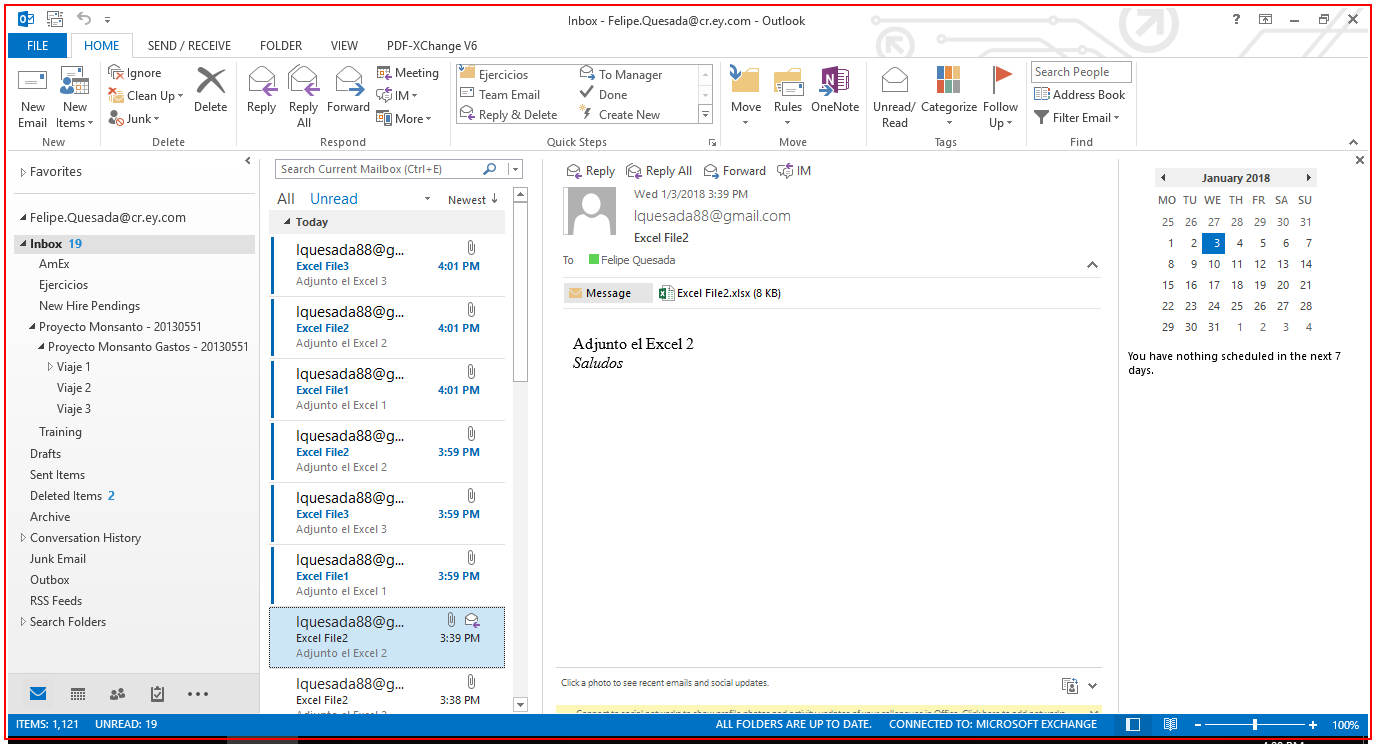 Inbox - Felipe.Quesada@cr.ey.com - Outlook
?
FILE HOME SEND / RECEIVE FOLDER VIEW PDF-XChange V6
New Email
New Items
New
Ignore
Clean Up
Junk
Delete
Delete
Reply
Reply All
Forward
Meeting
IM
More
Respond
Ejercicios
Team Email
Reply & Delete
To Manager
Done
Create New
Quick Steps
Move
Rules
OneNote
Move
Unread/ Read
Categorize
Follow Up
Tags
Search People
Address Book
Filter Email
Find
Favorites
Felipe.Quesada@cr.ey.com
Inbox 19
AmEx
Ejercicios
New Hire Pendings
Proyecto Monsanto - 20130551
Proyecto Monsanto Gastos - 20130551
Viaje 1
Viaje 2
Viaje 3
Training
Drafts
Sent Items
Deleted Items 2
Archive
Conversation History
Junk Email
Outbox
RSS Feeds
Search Folders
Search Current Mailbox (Ctrl+E)
All Unread Newest
Today
lquesada88@g...
Excel File3 4:01 PM
Adjunto el Excel 3
lquesada88@g...
Excel File2 4:01 PM
Adjunto el Excel 2
lquesada88@g...
Excel File1 4:01 PM
Adjunto el Excel 1
lquesada88@g...
Excel File2 3:59 PM
Adjunto el Excel 2
lquesada88@g...
Excel File3 3:59 PM
Adjunto el Excel 3
lquesada88@g...
Excel File1 3:59 PM
Adjunto el Excel 1
lquesada88@g...
Excel File2 3:39 PM
Adjunto el Excel 2
lquesada88@g...
Excel File2 3:38 PM
Reply Reply All Forward IM
Wed 1/3/2018 3:39 PM
lquesada88@gmail.com
Excel File2
To Felipe Quesada
Message Excel File2.xlsx (8 KB)
Adjunto el Excel 2
Saludos
Click a photo to see recent emails and social updates.
January 2018
MO TU WE TH FR SA SU
25 26 27 28 29 30 31
1 2 3 4 5 6 7
8 9 10 11 12 13 14
15 16 17 18 19 20 21
22 23 24 25 26 27 28
29 30 31 1 2 3 4
You have nothing scheduled in the next 7
days.
ITEMS: 1,121 UNREAD: 19 ALL FOLDERS ARE UP TO DATE. CONNECTED TO: MICROSOFT EXCHANGE 100%